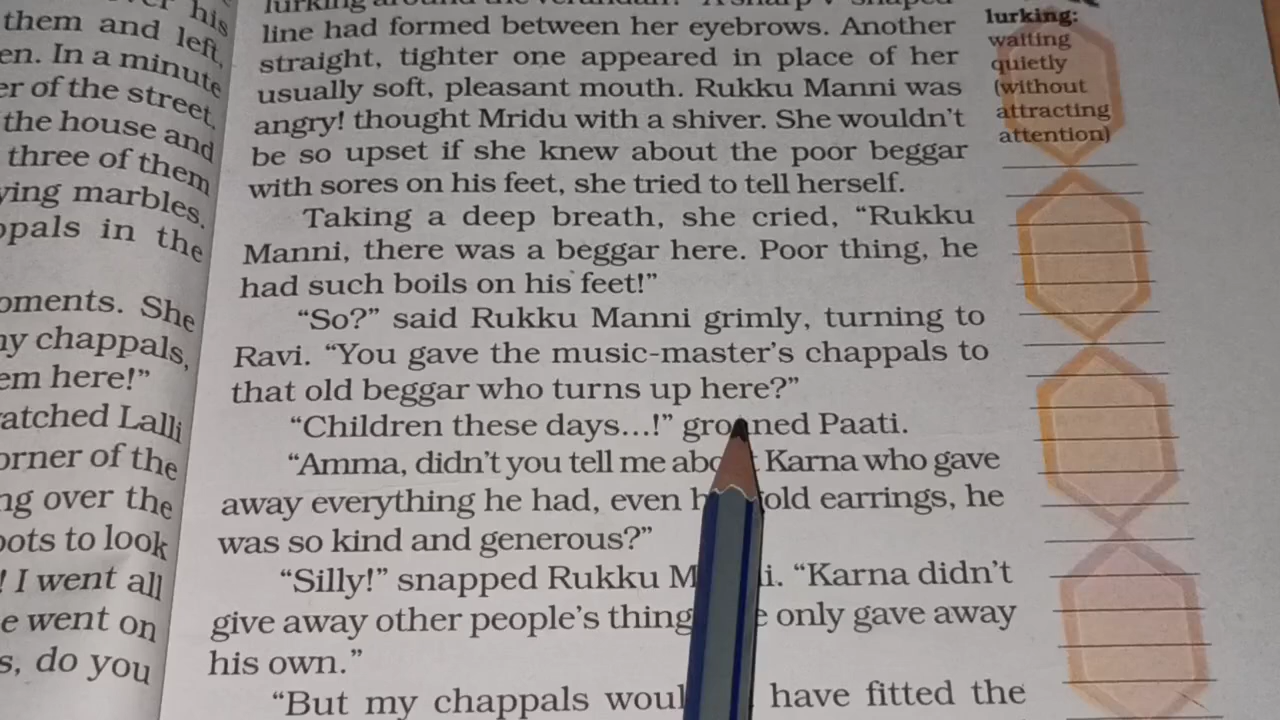 his
them and left,
en. In a minute
er of the street.
the house and
three of them
ying marbles.
ppals in the
oments. She
my chappals,
em here!"
atched Lalli
orner of the
ng over the
oots to look
! I went all
e went on
s, do you
line had formed between her eyebrows. Another
straight, tighter one appeared in place of her
usually soft, pleasant mouth. Rukku Manni was
angry! thought Mridu with a shiver. She wouldn't
be so upset if she knew about the poor beggar
with sores on his feet, she tried to tell herself.
Taking a deep breath, she cried, "Rukku
Manni, there was a beggar here. Poor thing, he
had such boils on his feet!"
"So?" said Rukku Manni grimly, turning to
Ravi. "You gave the music-master's chappals to
that old beggar who turns up here?"
"Children these days...!" groaned Paati.
"Amma, didn't you tell me about Karna who gave
away everything he had, even old earrings, he
was so kind and generous?"
"Silly!" snapped Rukku "Karna didn't
give away other people's only gave away
his own."
"But my chappals have fitted the
lurking:
waiting
quietly
(without
attracting
attention)